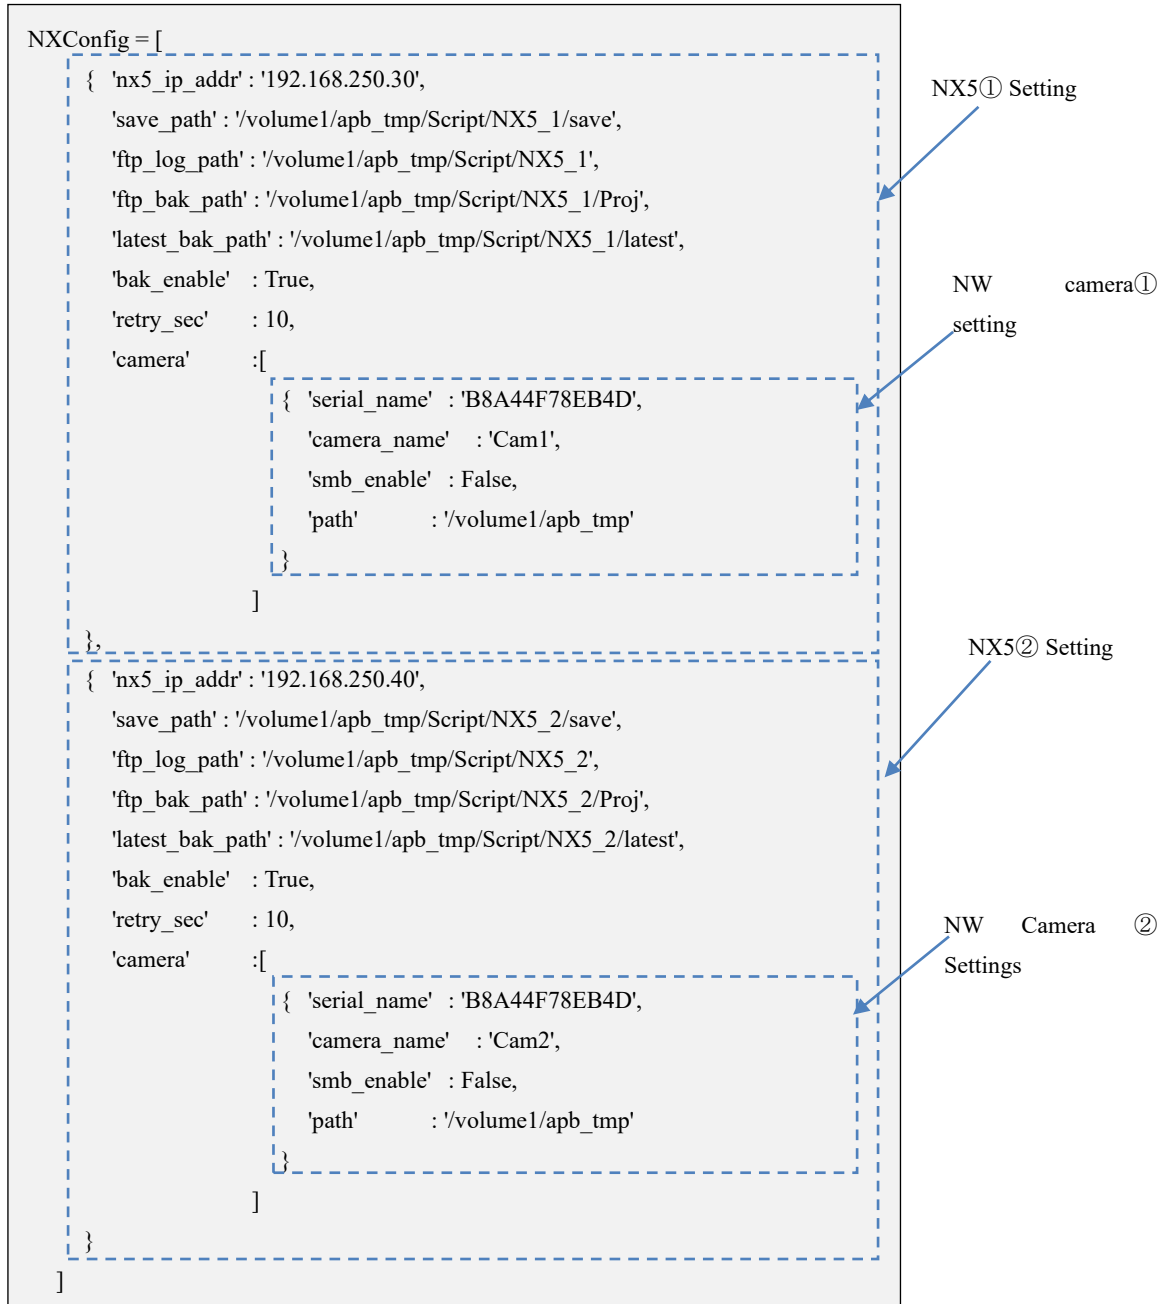 NXConfig = [
{ 'nx5_ip_addr' : '192.168.250.30',
'save_path' : '/volume1/apb_tmp/Script/NX5_1/save',
'ftp_log_path' : '/volume1/apb_tmp/Script/NX5_1',
'ftp_bak_path' : '/volume1/apb_tmp/Script/NX5_1/Proj',
'latest_bak_path' : '/volume1/apb_tmp/Script/NX5_1/latest',
'bak_enable' : True,
'retry_sec' : 10,
'camera' :[
{ 'serial_name' : 'B8A44F78EB4D',
'camera_name' : 'Cam1',
'smb_enable' : False,
'path' : '/volume1/apb_tmp'
}
]
},
{ 'nx5_ip_addr' : '192.168.250.40',
'save_path' : '/volume1/apb_tmp/Script/NX5_2/save',
'ftp_log_path' : '/volume1/apb_tmp/Script/NX5_2',
'ftp_bak_path' : '/volume1/apb_tmp/Script/NX5_2/Proj',
'latest_bak_path' : '/volume1/apb_tmp/Script/NX5_2/latest',
'bak_enable' : True,
'retry_sec' : 10,
'camera' :[
{ 'serial_name' : 'B8A44F78EB4D',
'camera_name' : 'Cam2',
'smb_enable' : False,
'path' : '/volume1/apb_tmp'
}
]
}
]
NX5① Setting
NW camera①
setting
NX5② Setting
NW Camera ②
Settings